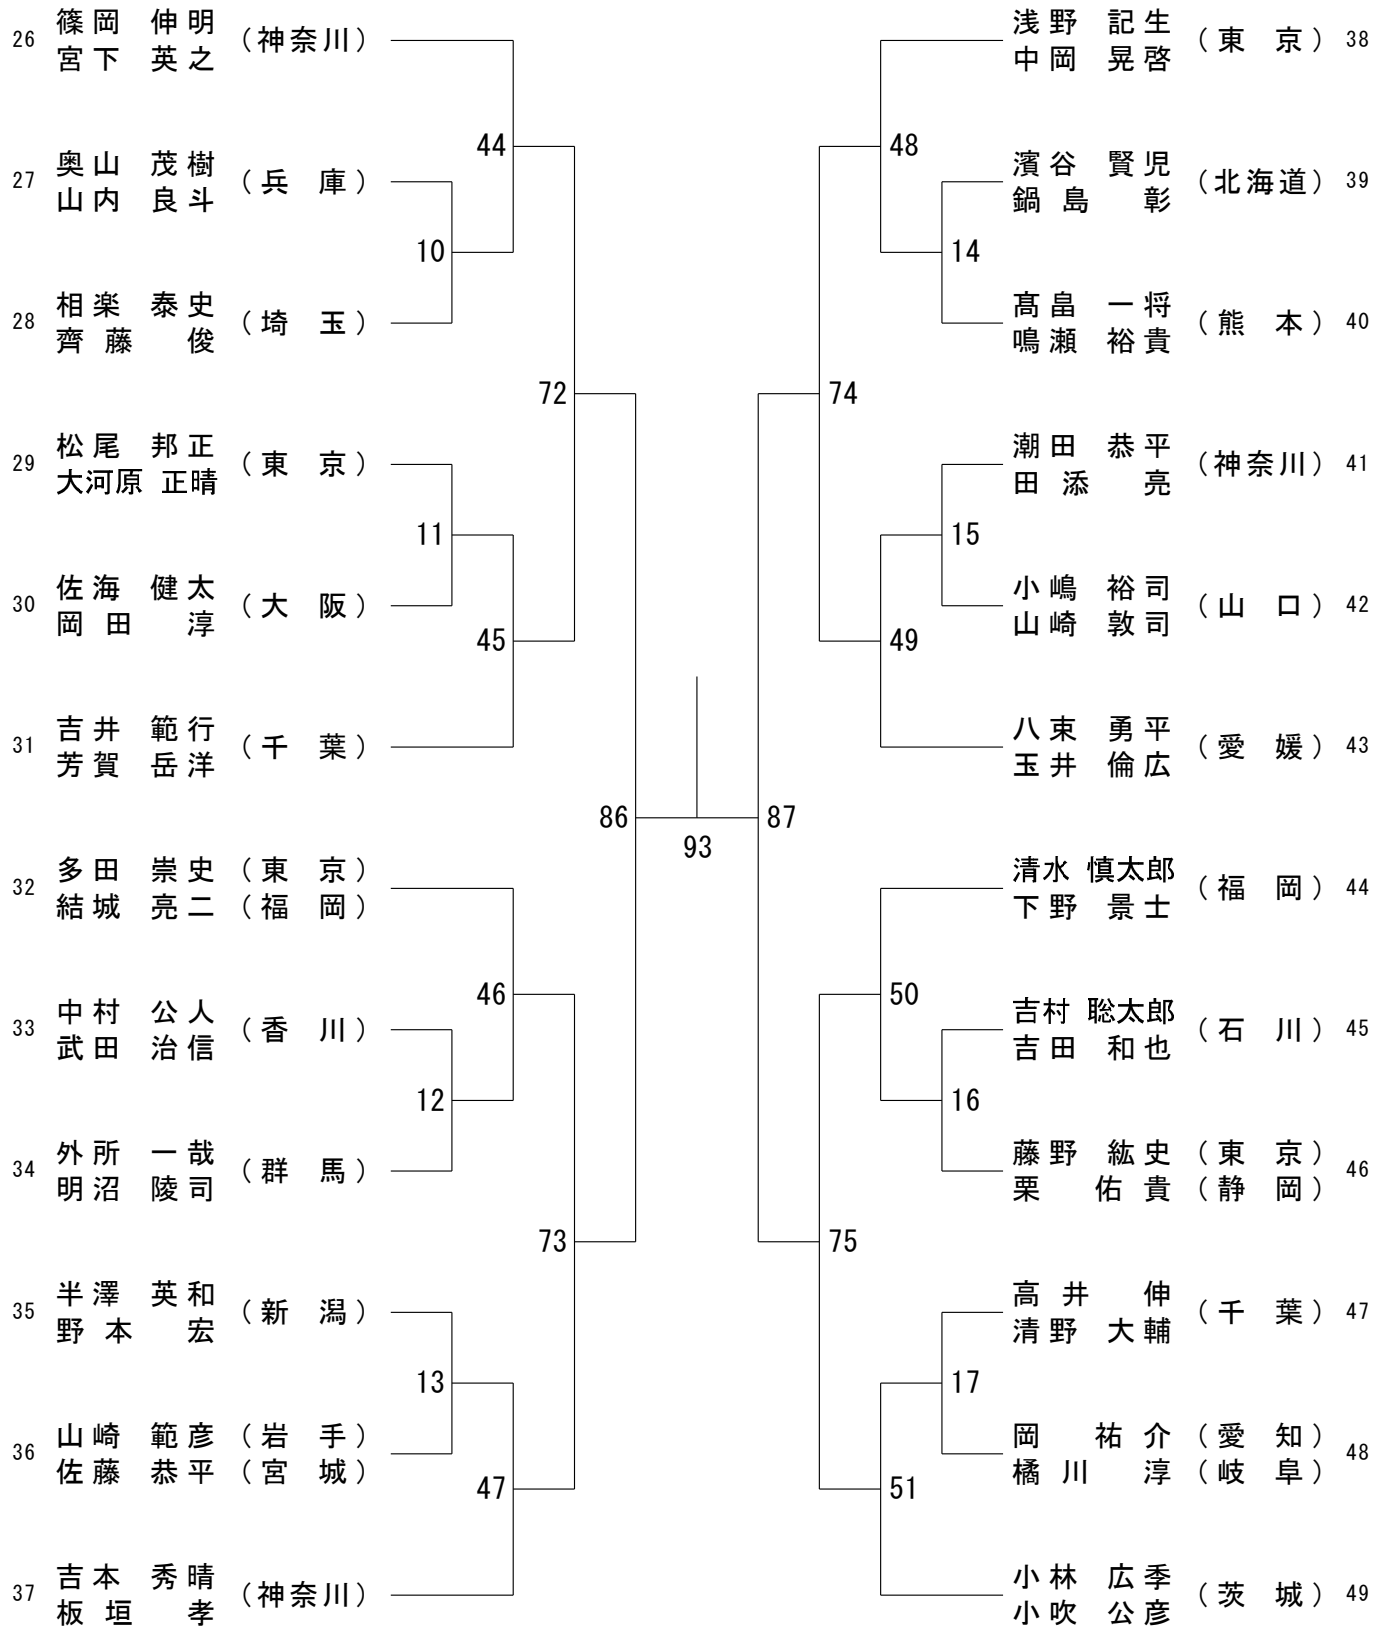 26 篠岡 伸明 (神奈川)
宮下 英之
27 奥山 茂樹 (兵庫)
山内 良斗
28 相楽 泰史 (埼玉)
齊藤 俊
29 松尾 邦正 (東京)
大河原 正晴
30 佐海 健太 (大阪)
岡田 淳
31 吉井 範行 (千葉)
芳賀 岳洋
32 多田 崇史 (東京)
結城 亮二 (福岡)
33 中村 公人 (香川)
武田 治信
34 外所 一哉 (群馬)
明沼 陵司
35 半澤 英和 (新潟)
野本 宏
36 山崎 範彦 (岩手)
佐藤 恭平 (宮城)
37 吉本 秀晴 (神奈川)
板垣 孝
44
10
72
11
45
86
46
12
73
13
47
93
87
48
14
74
15
49
50
16
75
17
51
浅野 記生 (東京) 38
中岡 晃啓
濱谷 賢児 (北海道) 39
鍋島 彰
髙畠 一将 (熊本) 40
鳴瀬 裕貴
潮田 恭平 (神奈川) 41
田添 亮
小嶋 裕司 (山口) 42
山崎 敦司
八束 勇平 (愛媛) 43
玉井 倫広
清水 慎太郎 (福岡) 44
下野 景士
吉村 聡太郎 (石川) 45
吉田 和也
藤野 紘史 (東京) 46
栗 佑貴 (静岡)
高井 伸 (千葉) 47
清野 大輔
岡 祐介 (愛知) 48
橘川 淳 (岐阜)
小林 広季 (茨城) 49
小吹 公彦